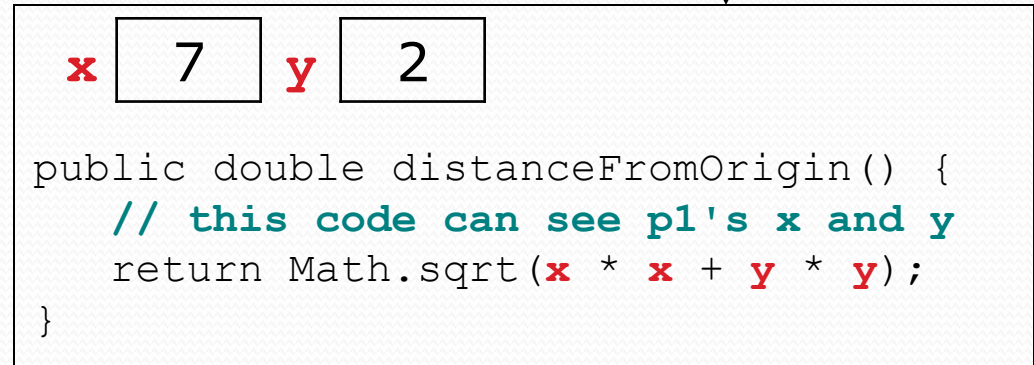 x 7 y 2
public double distanceFromOrigin() {
// this code can see p1's x and y
return Math.sqrt(x * x + y * y);
}